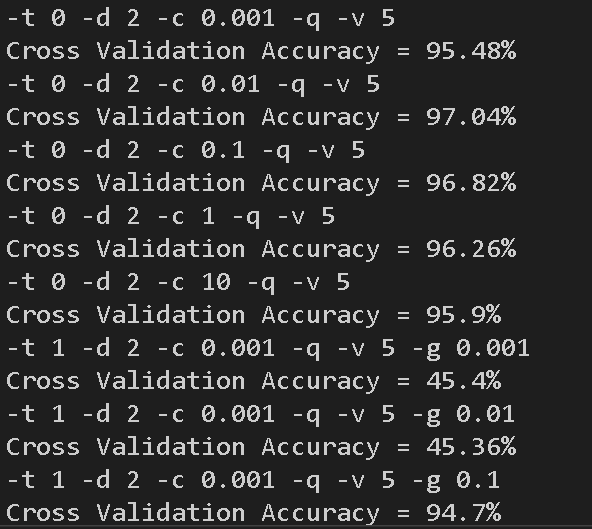 -t 0 -d 2 -c 0.001 -q -v 5
Cross Validation Accuracy = 95.48%
-t 0 -d 2 -c 0.01 -q -v 5
Cross Validation Accuracy = 97.04%
-t 0 -d 2 -c 0.1 -q -v 5
Cross Validation Accuracy = 96.82%
-t 0 -d 2 -c 1 -q -v 5
Cross Validation Accuracy = 96.26%
-t 0 -d 2 -c 10 -q -v 5
Cross Validation Accuracy = 95.9%
-t 1 -d 2 -c 0.001 -q -v 5 -g 0.001
Cross Validation Accuracy = 45.4%
-t 1 -d 2 -c 0.001 -q -v 5 -g 0.01
Cross Validation Accuracy = 45.36%
-t 1 -d 2 -c 0.001 -q -v 5 -g 0.1
Cross Validation Accuracy = 94.7%